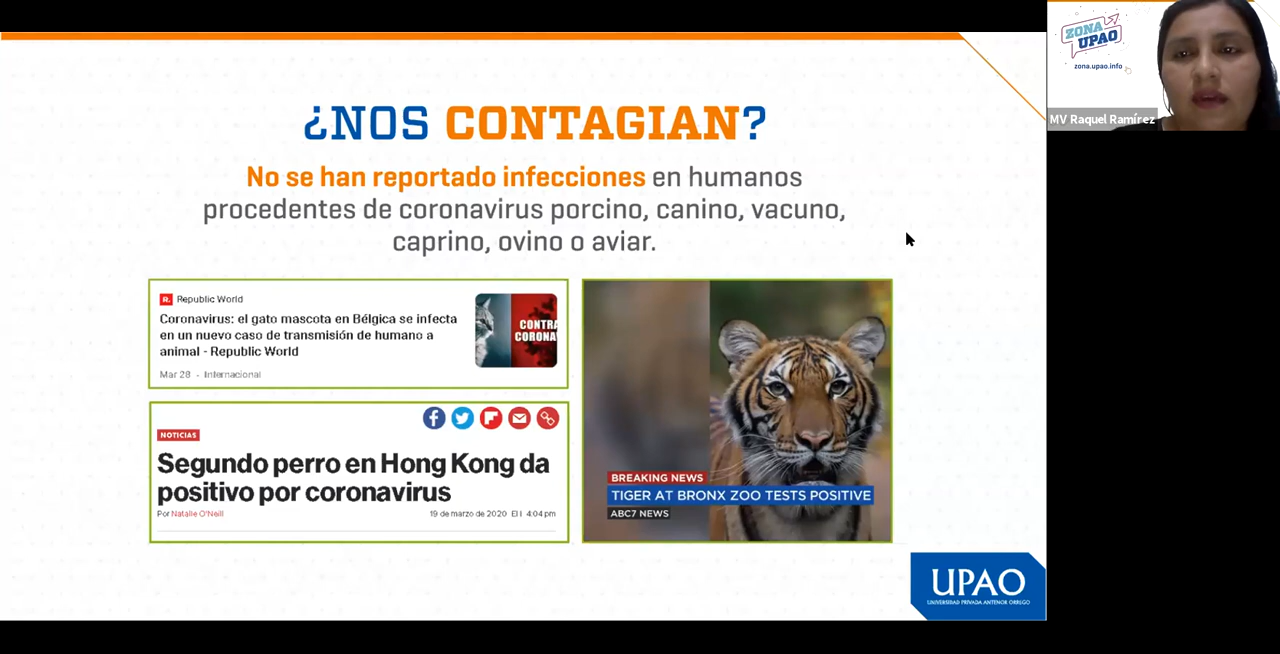 ¿NOS CONTAGIAN?
No se han reportado infecciones en humanos
procedentes de coronavirus porcino, canino, vacuno,
caprino, ovino o aviar.
R. Republic World
Coronavirus: el gato mascota en Bélgica se infecta
en un nuevo caso de transmisión de humano a
animal - Republic World
Mar 28 - Internacional
CONTRA
CORONA
NOTICIAS
Segundo perro en Hong Kong da
positivo por coronavirus
Por Natalie O'Neill
19 de marzo de 2020 El l 4:04 pm
BREAKING NEWS
TIGER AT BRONX ZOO TESTS POSITIVE
ABC7 NEWS
UPAO
UNIVERSIDAD PRIVADA ANTENOR ORREGO
ZONA
UPAO
zona.upao.info
MV Raquel Ramírez